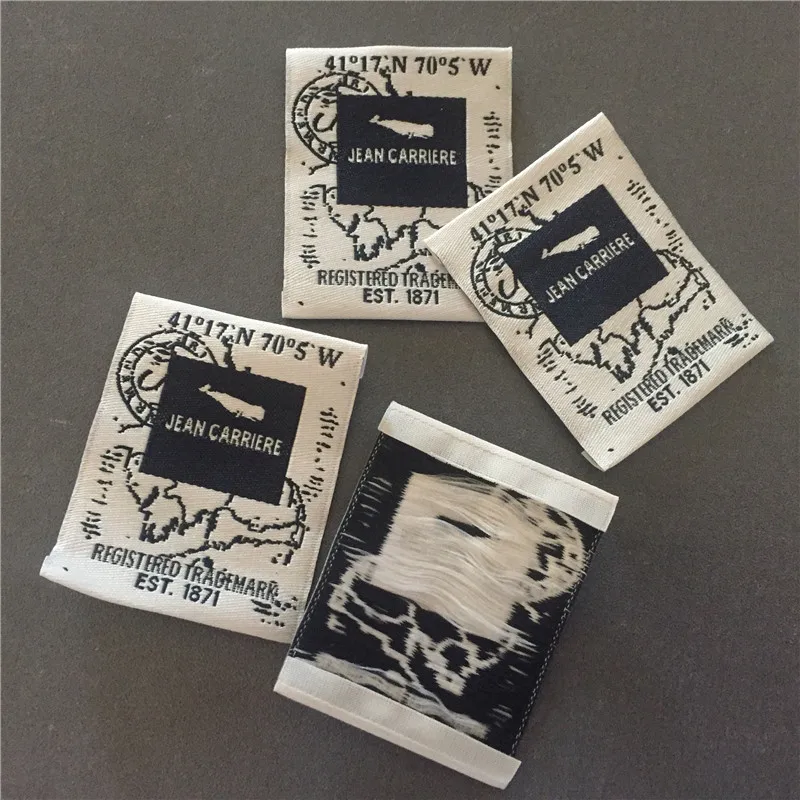 41°17'N 70°5'W
JEAN CARRIERE
REGISTERED TRADEM
EST. 1871
41°17'N 70°5'W
JEAN CARRIERE
REGISTERED TRADEMARK
EST. 1871
41°17'N 70°5'W
JEAN CARRIERE
REGISTERED TRADEMARK
EST. 1871